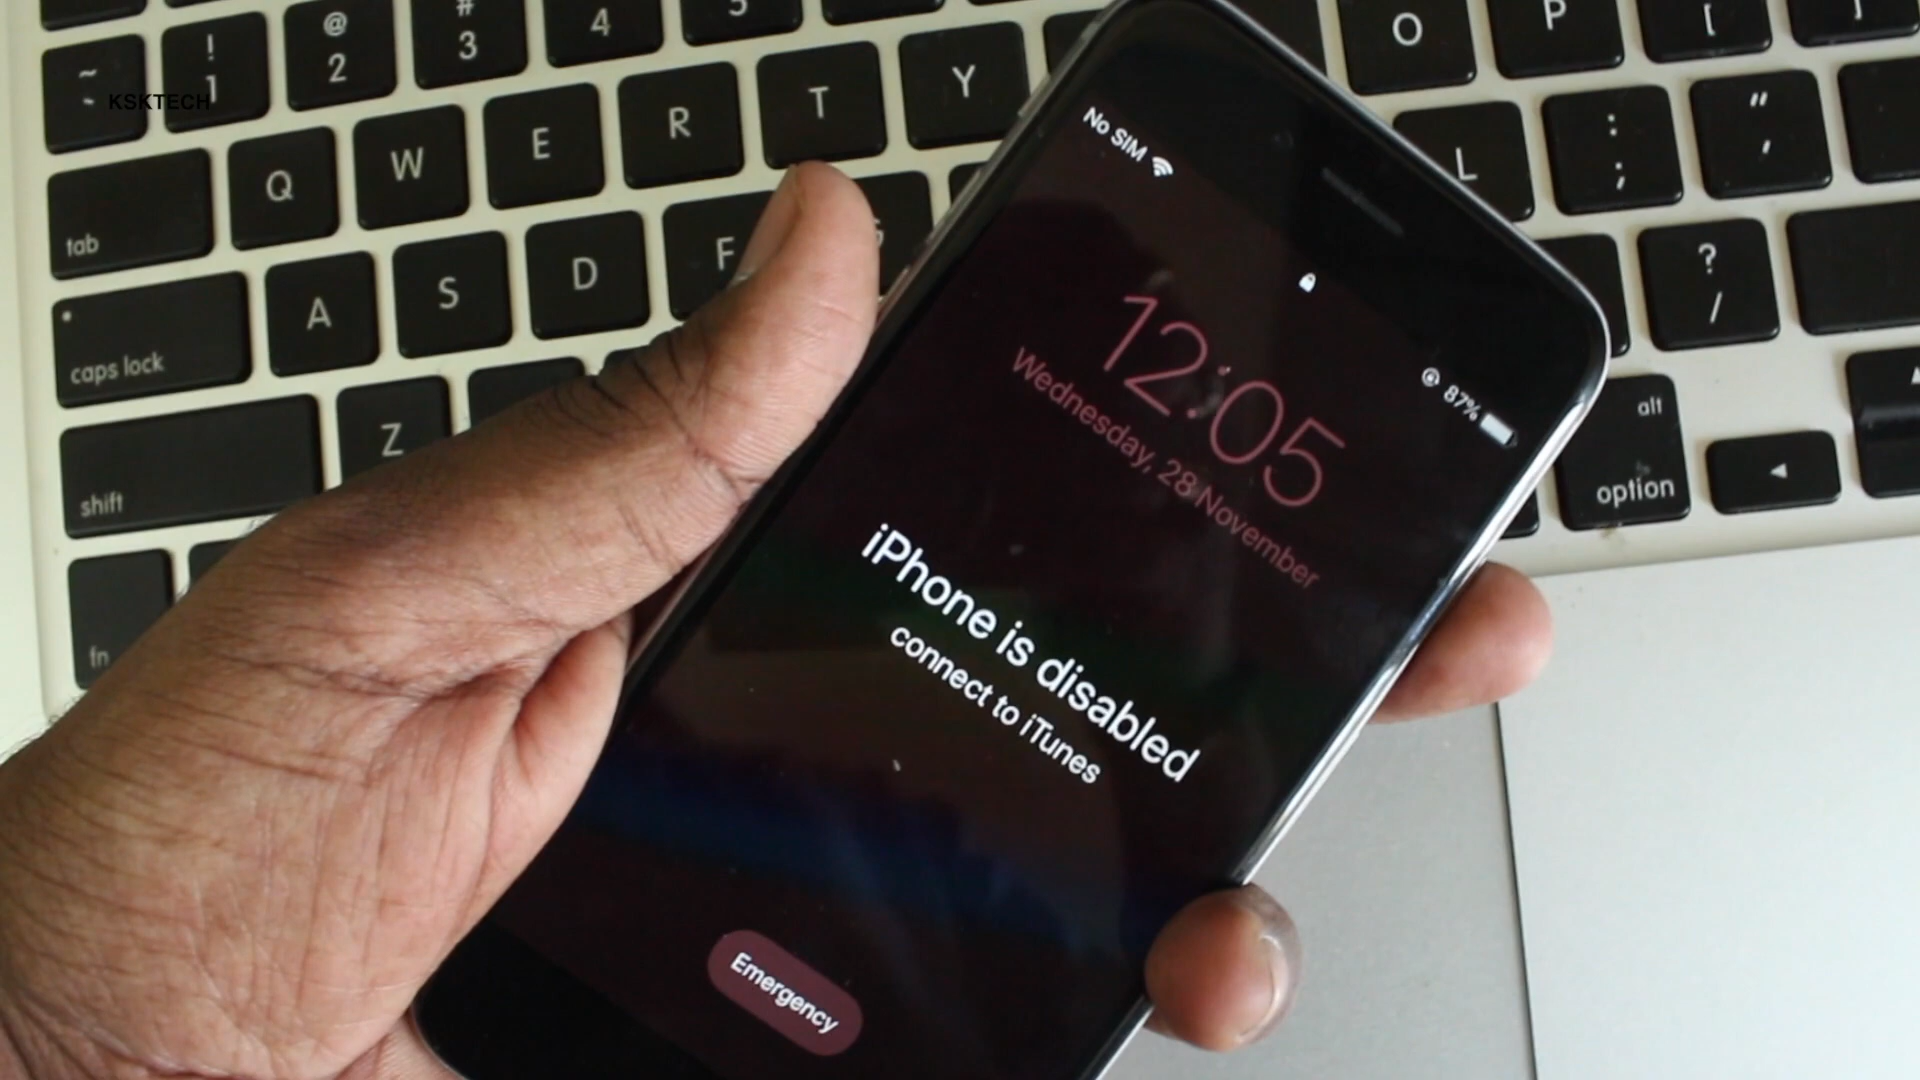 KSKTECH
~
!
1
@
2
#
3
4
5
tab
Q
W
E
R
T
Y
O
P
[
]
caps lock
A
S
D
F
L
:
;
"
'
shift
Z
?
/
fn
alt
option
No SIM
87%
12:05
Wednesday, 28 November
iPhone is disabled
connect to iTunes
Emergency